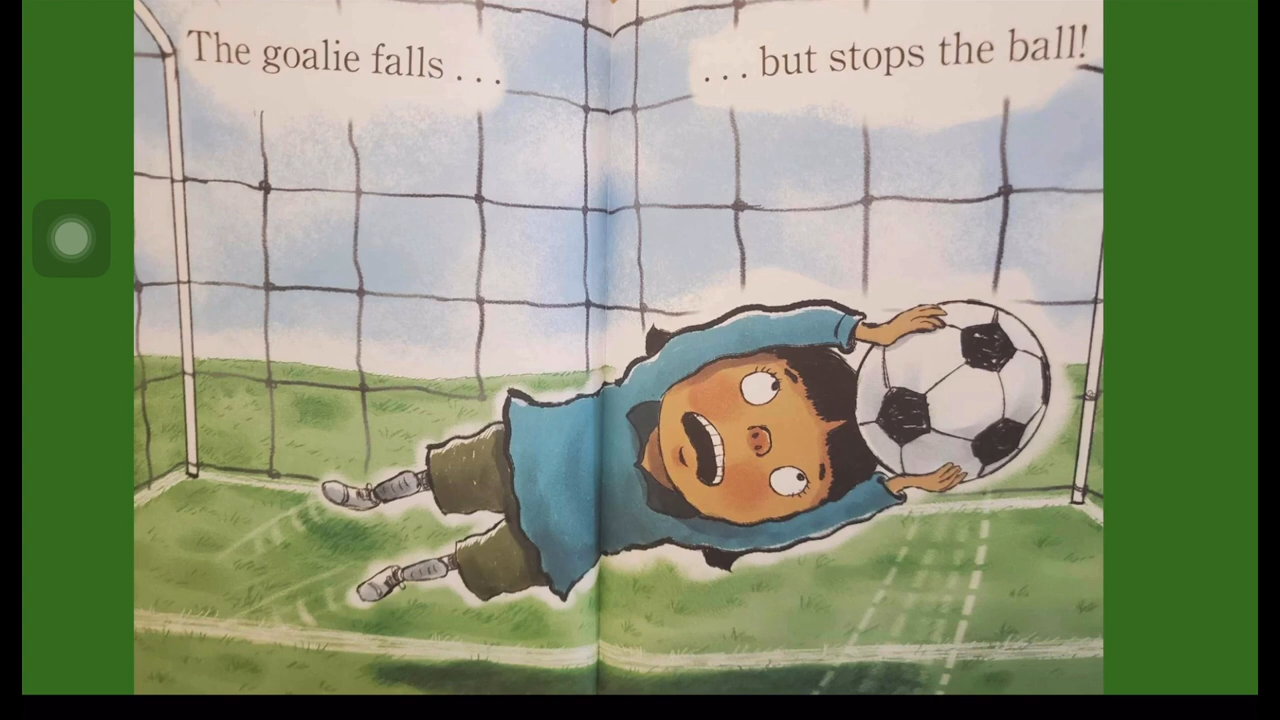 The goalie falls . . .
. . . but stops the ball!